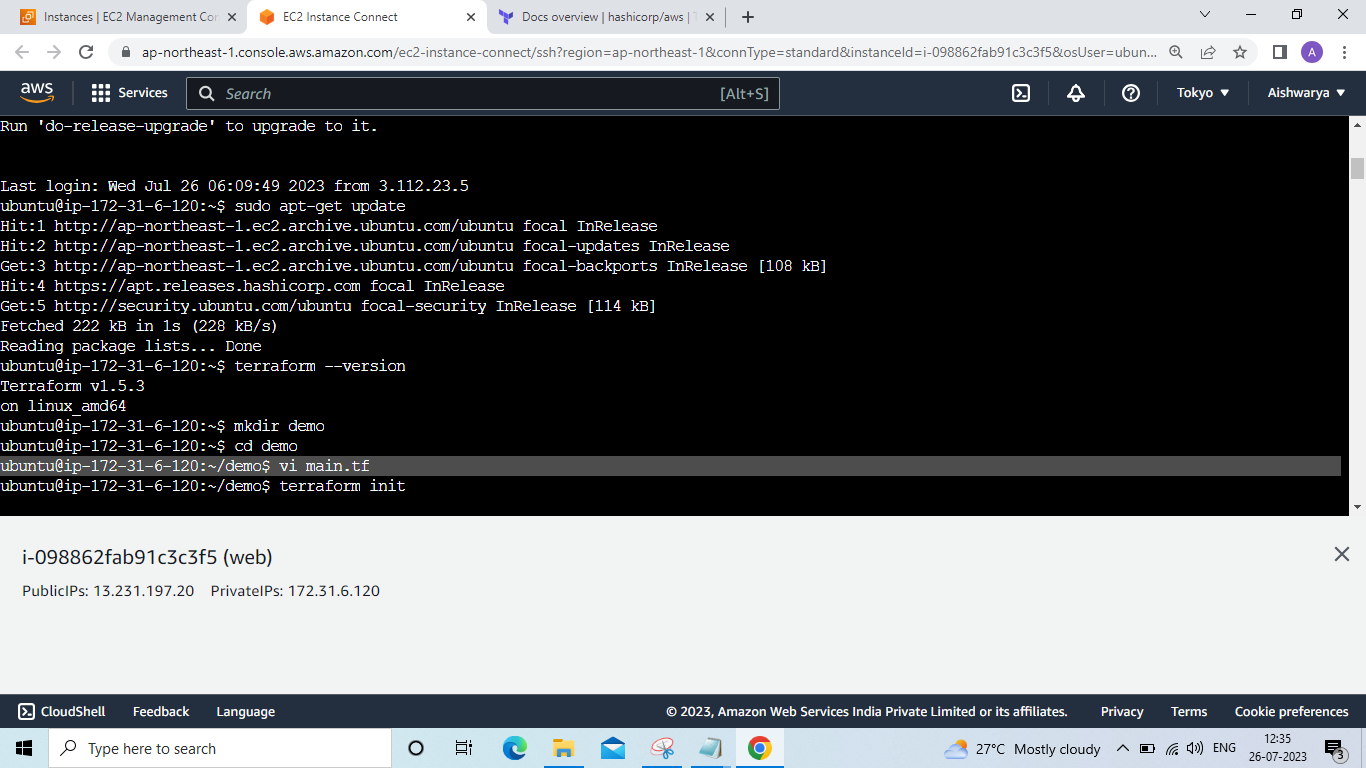 Instances | EC2 Management Con
EC2 Instance Connect
Docs overview | hashicorp/aws | T
ap-northeast-1.console.aws.amazon.com/ec2-instance-connect/ssh?region=ap-northeast-1&connType=standard&instanceId=i-098862fab91c3c3f5&osUser=ubun...
A
aws
Services
Search
[Alt+S]
Tokyo
Aishwarya
Run 'do-release-upgrade' to upgrade to it.
Last login: Wed Jul 26 06:09:49 2023 from 3.112.23.5
ubuntu@ip-172-31-6-120:~$ sudo apt-get update
Hit:1 http://ap-northeast-1.ec2.archive.ubuntu.com/ubuntu focal InRelease
Hit:2 http://ap-northeast-1.ec2.archive.ubuntu.com/ubuntu focal-updates InRelease
Get:3 http://ap-northeast-1.ec2.archive.ubuntu.com/ubuntu focal-backports InRelease [108 kB]
Hit:4 https://apt.releases.hashicorp.com focal InRelease
Get:5 http://security.ubuntu.com/ubuntu focal-security InRelease [114 kB]
Fetched 222 kB in 1s (228 kB/s)
Reading package lists... Done
ubuntu@ip-172-31-6-120:~$ terraform --version
Terraform v1.5.3
on linux_amd64
ubuntu@ip-172-31-6-120:~$ mkdir demo
ubuntu@ip-172-31-6-120:~$ cd demo
ubuntu@ip-172-31-6-120:~/demo$ vi main.tf
ubuntu@ip-172-31-6-120:~/demo$ terraform init
i-098862fab91c3c3f5 (web)
PublicIPs: 13.231.197.20 PrivateIPs: 172.31.6.120
CloudShell
Feedback
Language
© 2023, Amazon Web Services India Private Limited or its affiliates.
Privacy
Terms
Cookie preferences
Type here to search
27°C Mostly cloudy
ENG
12:35
26-07-2023
3